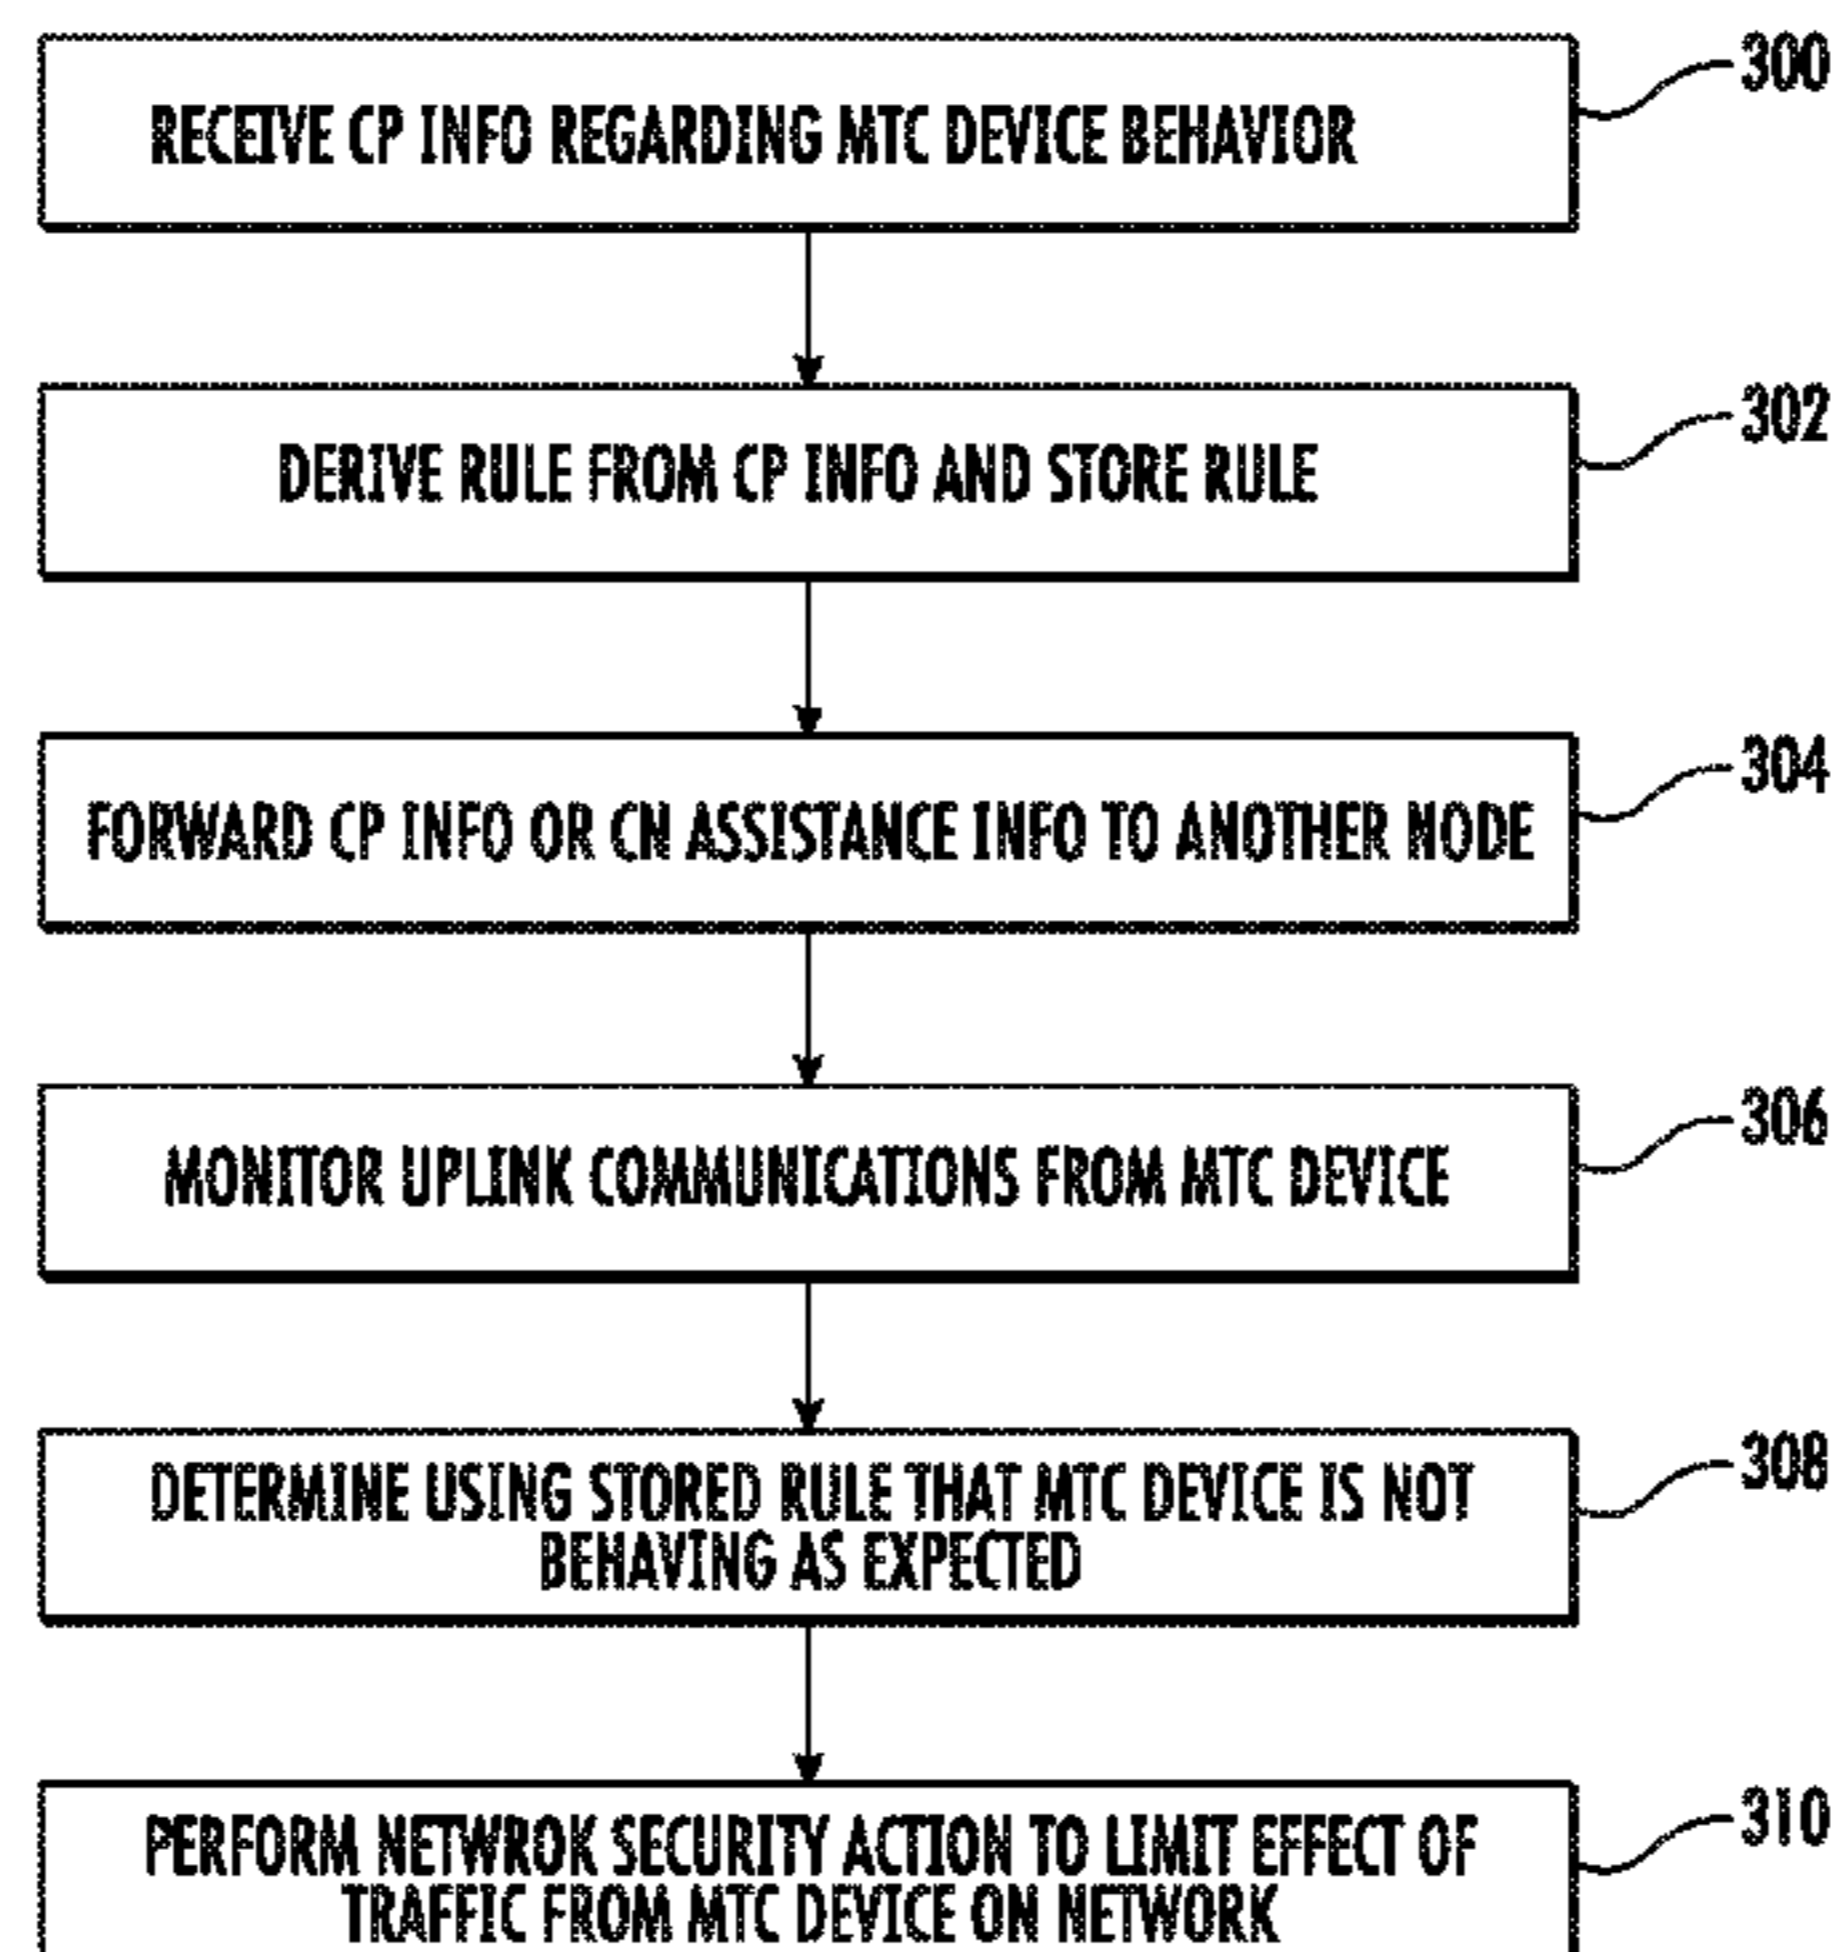 RECEIVE CP INFO REGARDING MTC DEVICE BEHAVIOR
300
DERIVE RULE FROM CP INFO AND STORE RULE
302
FORWARD CP INFO OR CN ASSISTANCE INFO TO ANOTHER NODE
304
MONITOR UPLINK COMMUNICATIONS FROM MTC DEVICE
306
DETERMINE USING STORED RULE THAT MTC DEVICE IS NOT
BEHAVING AS EXPECTED
308
PERFORM NETWROK SECURITY ACTION TO LIMIT EFFECT OF
TRAFFIC FROM MTC DEVICE ON NETWORK
310